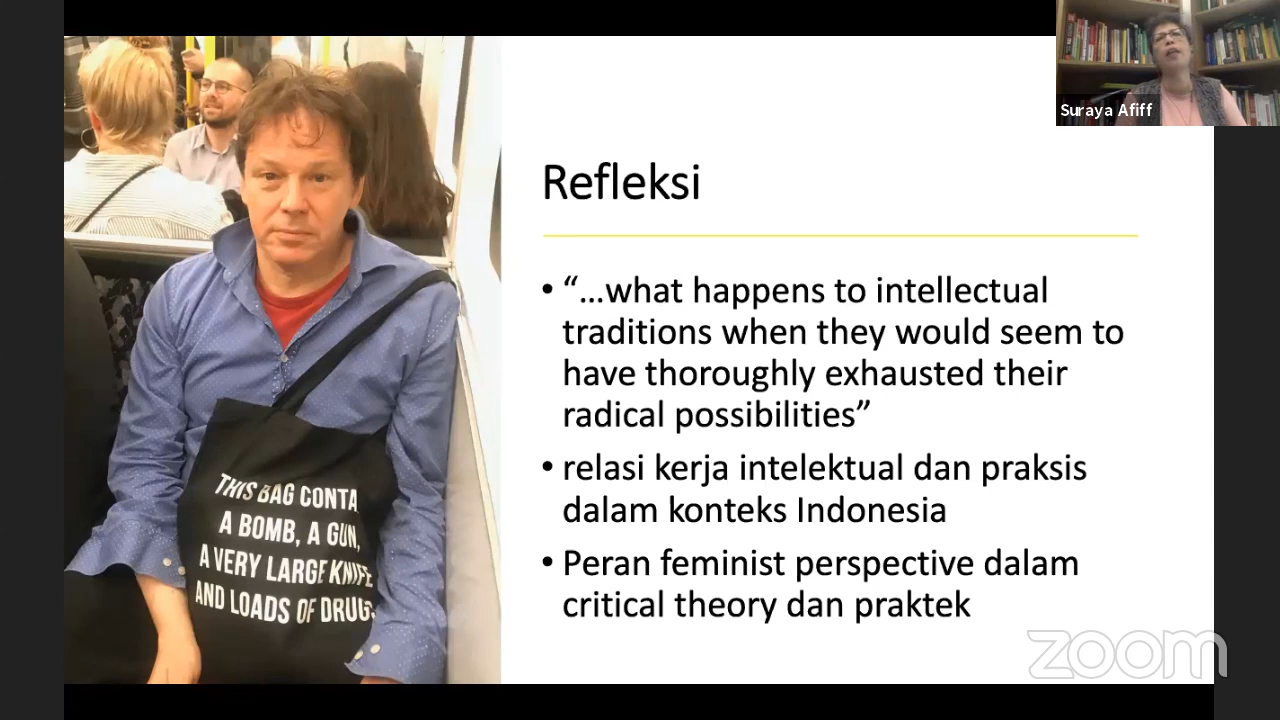 Suraya Afiff
Refleksi
• “...what happens to intellectual
traditions when they would seem to
have thoroughly exhausted their
radical possibilities”
• relasi kerja intelektual dan praksis
dalam konteks Indonesia
• Peran feminist perspective dalam
critical theory dan praktek
THIS BAG CONTA
A BOMB, A GUN,
A VERY LARGE KNIFE
AND LOADS OF DRUGS
zoom